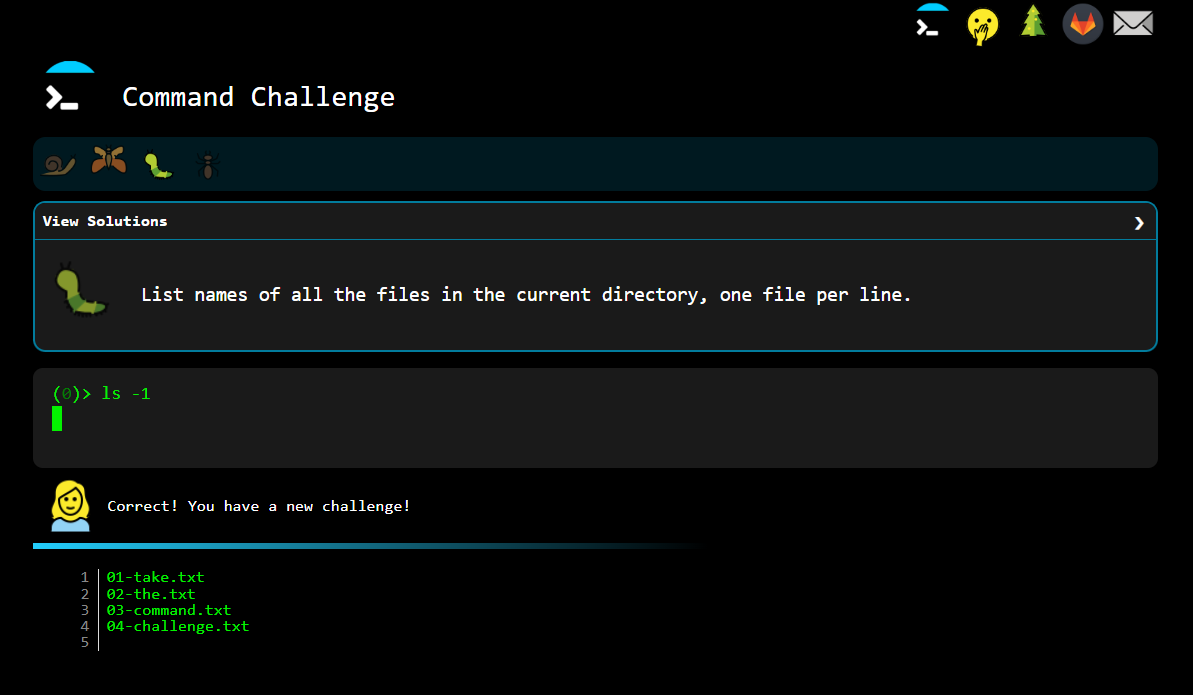 Command Challenge
View Solutions
List names of all the files in the current directory, one file per line.
(0)> ls -1
Correct! You have a new challenge!
1 01-take.txt
2 02-the.txt
3 03-command.txt
4 04-challenge.txt
5